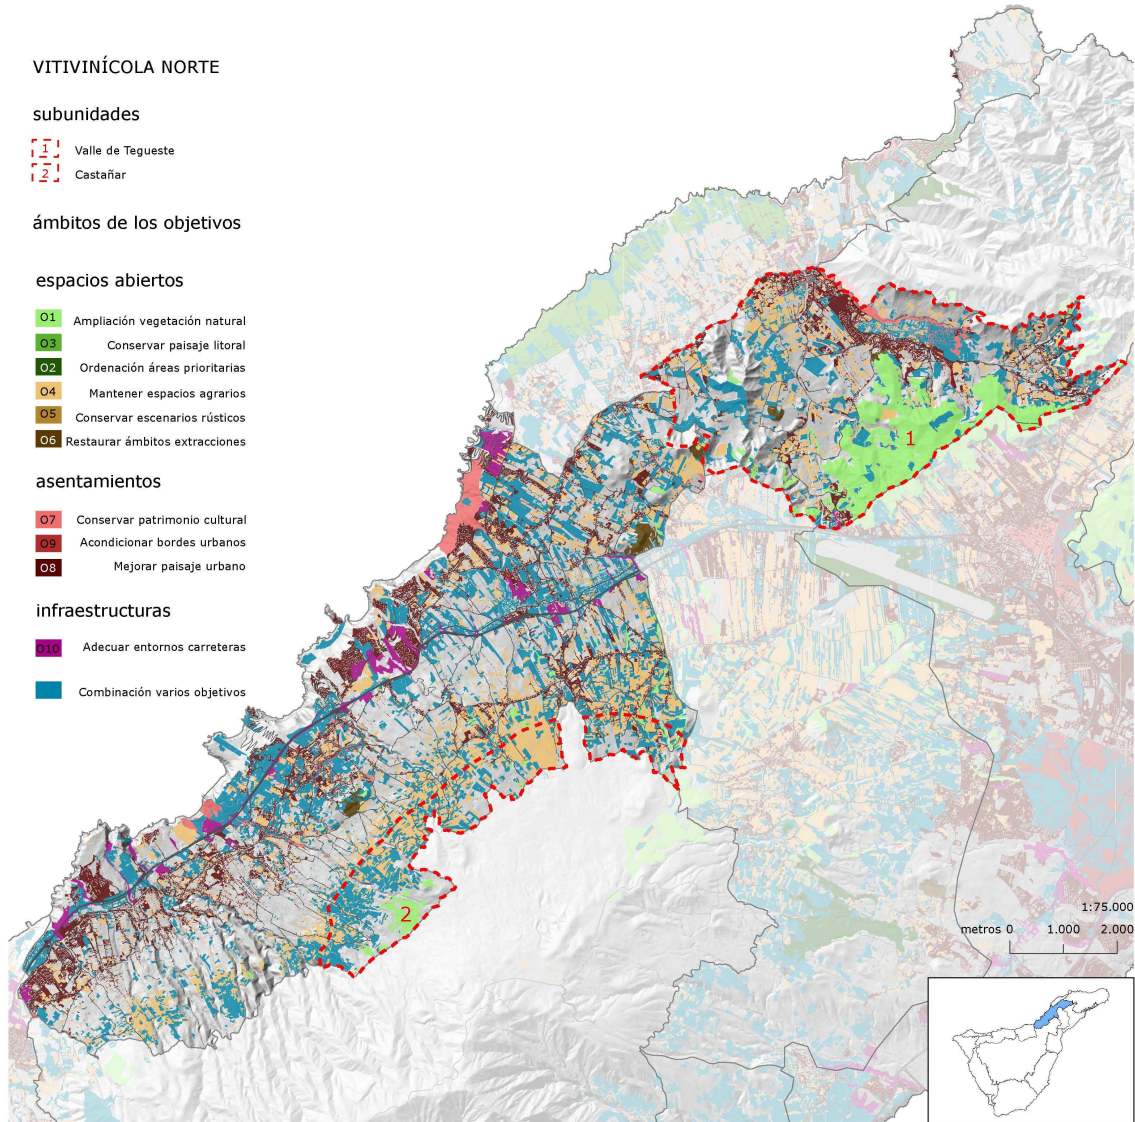 VITIVINÍCOLA NORTE
subunidades
1 Valle de Tegueste
2 Castañar
ámbitos de los objetivos
espacios abiertos
O1 Ampliación vegetación natural
O3 Conservar paisaje litoral
O2 Ordenación áreas prioritarias
O4 Mantener espacios agrarios
O5 Conservar escenarios rústicos
O6 Restaurar ámbitos extracciones
asentamientos
O7 Conservar patrimonio cultural
O9 Acondicionar bordes urbanos
O8 Mejorar paisaje urbano
infraestructuras
O10 Adecuar entornos carreteras
Combinación varios objetivos
1
2
1:75.000
metros 0 1.000 2.000